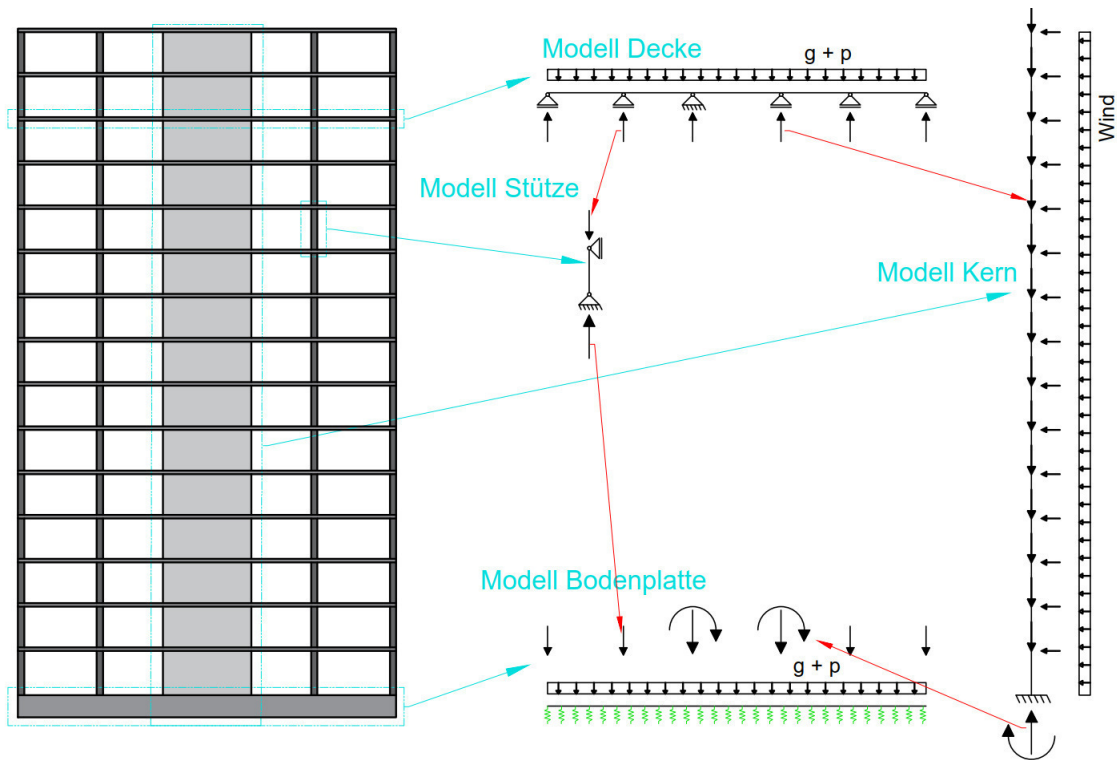 Modell Decke
g + p
Wind
Modell Stütze
Modell Kern
Modell Bodenplatte
g + p